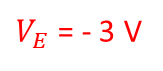 V_E = - 3 V